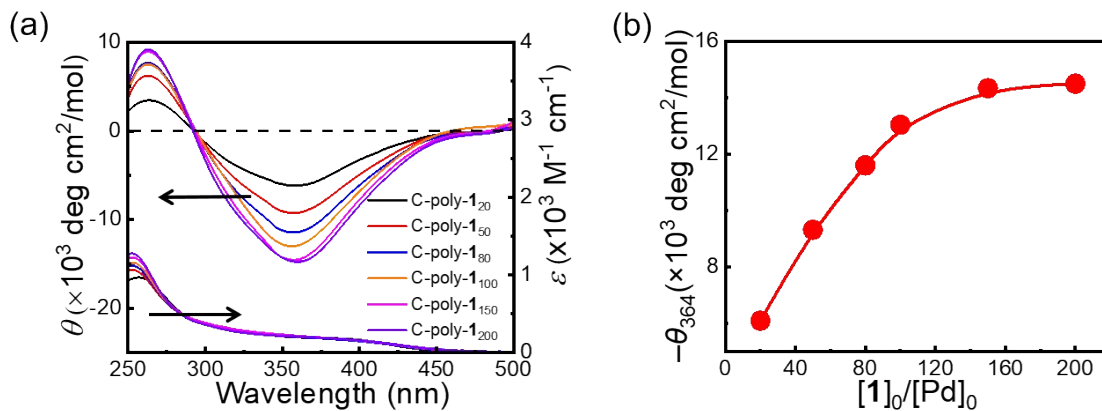 (a)
10
0
-10
-20
θ (×10³ deg cm²/mol)
4
3
2
1
0
ε (x10³ M⁻¹ cm⁻¹)
C-poly-1₂₀
C-poly-1₅₀
C-poly-1₈₀
C-poly-1₁₀₀
C-poly-1₁₅₀
C-poly-1₂₀₀
250 300 350 400 450 500
Wavelength (nm)
(b)
16
12
8
−θ₃₆₄(×10³ deg cm²/mol)
0 40 80 120 160 200
[1]₀/[Pd]₀